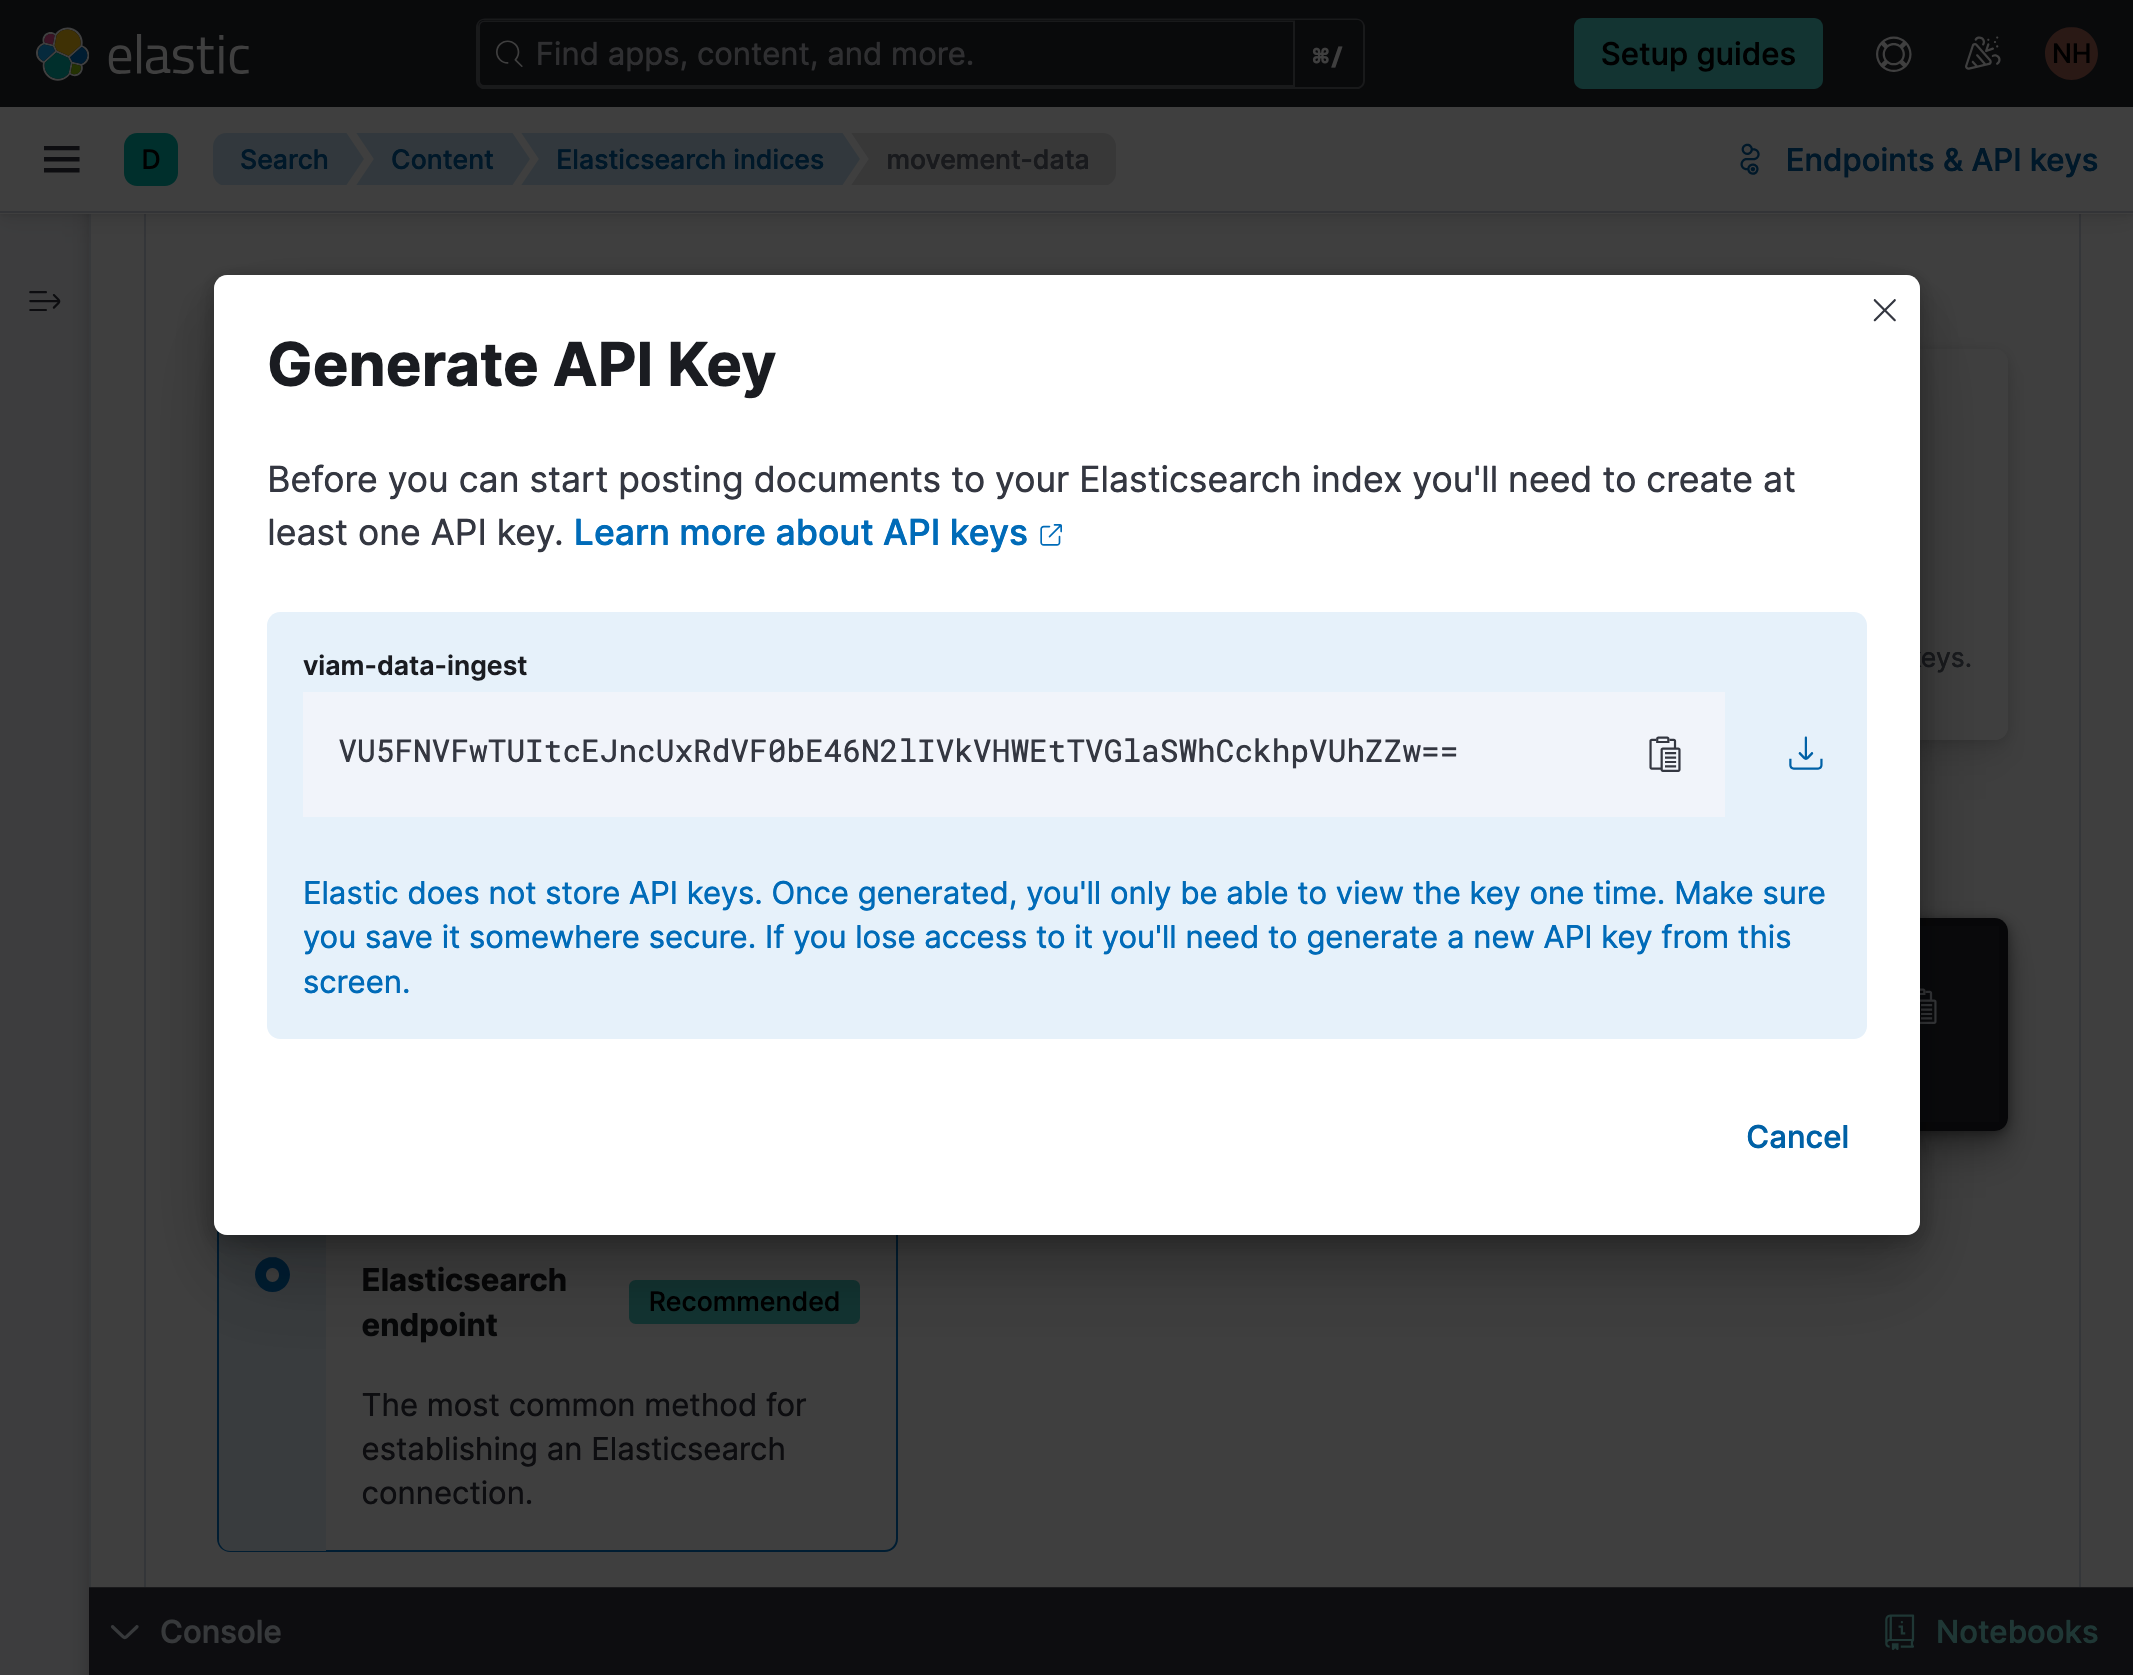 elastic
Find apps, content, and more.
⌘/
Setup guides
NH
D
Search
Content
Elasticsearch indices
movement-data
Endpoints & API keys
Generate API Key
Before you can start posting documents to your Elasticsearch index you'll need to create at
least one API key. Learn more about API keys
viam-data-ingest
VU5FNVFwTUItcEJncUxRdVF0bE46N2lIVkVHWEtTVGlaSWhCckhpVUhZZw==
Elastic does not store API keys. Once generated, you'll only be able to view the key one time. Make sure
you save it somewhere secure. If you lose access to it you'll need to generate a new API key from this
screen.
Cancel
Elasticsearch
endpoint
Recommended
The most common method for
establishing an Elasticsearch
connection.
Console
Notebooks